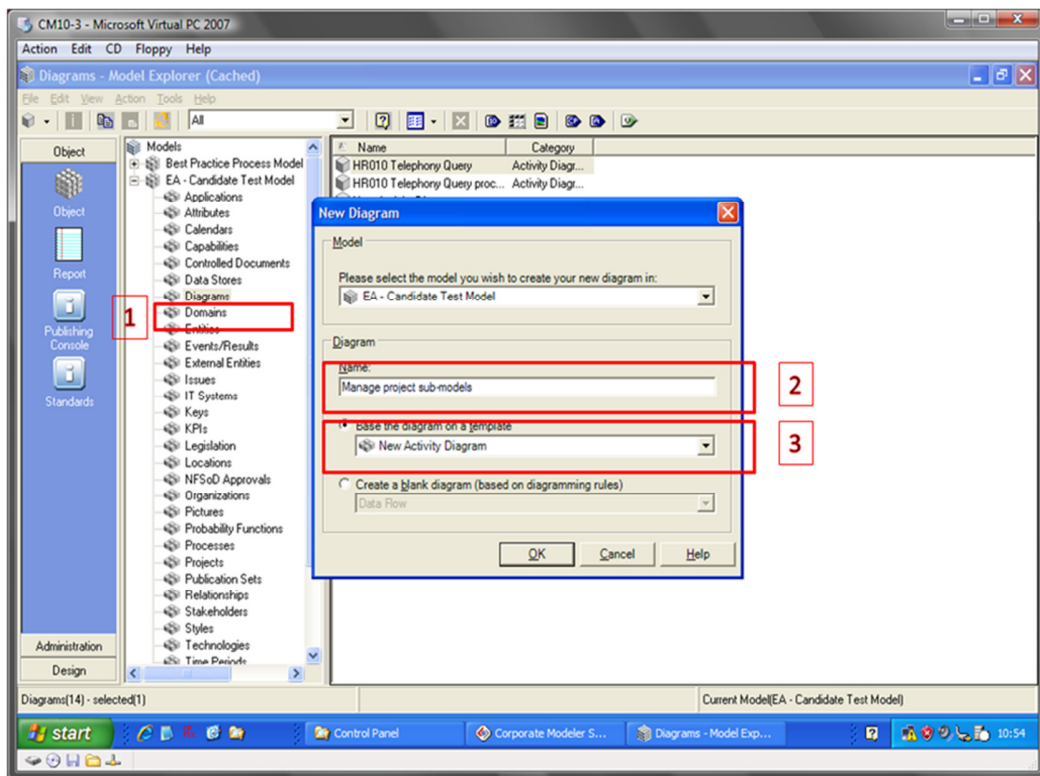 CM10-3 - Microsoft Virtual PC 2007
Action Edit CD Floppy Help
Diagrams - Model Explorer (Cached)
File Edit View Action Tools Help
All
Object
Object
Report
Publishing
Console
Standards
Administration
Design
Models
Best Practice Process Model
EA - Candidate Test Model
Applications
Attributes
Calendars
Capabilities
Controlled Documents
Data Stores
Diagrams
1
Domains
Entities
Events/Results
External Entities
Issues
IT Systems
Keys
KPIs
Legislation
Locations
NFSoD Approvals
Organizations
Pictures
Probability Functions
Processes
Projects
Publication Sets
Relationships
Stakeholders
Styles
Technologies
Time Periods
Name Category
HR010 Telephony Query Activity Diagr...
HR010 Telephony Query proc... Activity Diagr...
New Diagram
Model
Please select the model you wish to create your new diagram in:
EA - Candidate Test Model
Diagram
Name:
Manage project sub-models
2
Base the diagram on a template
New Activity Diagram
3
Create a blank diagram (based on diagramming rules)
Data Flow
OK Cancel Help
Diagrams(14) - selected(1)
Current Model(EA - Candidate Test Model)
start
Control Panel
Corporate Modeler S...
Diagrams - Model Exp...
10:54